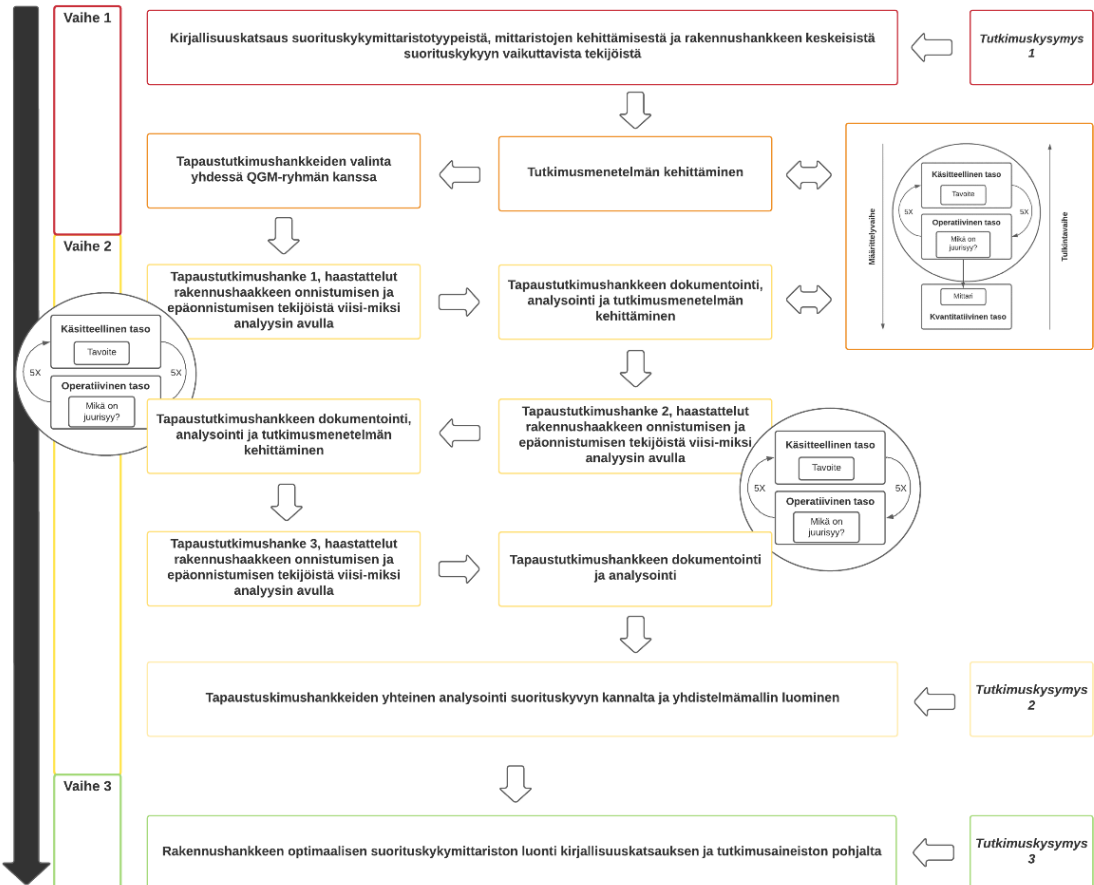 Vaihe 1
Kirjallisuuskatsaus suorituskykymittaristotyypeistä, mittaristojen kehittämisestä ja rakennushankkeen keskeisistä
suorituskykyyn vaikuttavista tekijöistä
Tutkimuskysymys
1
Tapaustutkimushankkeiden valinta
yhdessä QGM-ryhmän kanssa
Tutkimusmenetelmän kehittäminen
Määrittelyvaihe
Käsitteellinen taso
Tavoite
5X
5X
Operatiivinen taso
Mikä on
juurisyy?
Mittari
Kvantitatiivinen taso
Tulkintavaihe
Vaihe 2
Tapaustutkimushanke 1, haastattelut
rakennushaakkeen onnistumisen ja
epäonnistumisen tekijöistä viisi-miksi
analyysin avulla
Tapaustutkimushankkeen dokumentointi,
analysointi ja tutkimusmenetelmän
kehittäminen
Käsitteellinen taso
Tavoite
5X
5X
Operatiivinen taso
Mikä on
juurisyy?
Tapaustutkimushankkeen dokumentointi,
analysointi ja tutkimusmenetelmän
kehittäminen
Tapaustutkimushanke 2, haastattelut
rakennushaakkeen onnistumisen ja
epäonnistumisen tekijöistä viisi-miksi
analyysin avulla
Käsitteellinen taso
Tavoite
5X
5X
Operatiivinen taso
Mikä on
juurisyy?
Tapaustutkimushanke 3, haastattelut
rakennushaakkeen onnistumisen ja
epäonnistumisen tekijöistä viisi-miksi
analyysin avulla
Tapaustutkimushankkeen dokumentointi
ja analysointi
Tapaustuskimushankkeiden yhteinen analysointi suorituskyvyn kannalta ja yhdistelmämallin luominen
Tutkimuskysymys
2
Vaihe 3
Rakennushankkeen optimaalisen suorituskykymittariston luonti kirjallisuuskatsauksen ja tutkimusaineiston pohjalta
Tutkimuskysymys
3